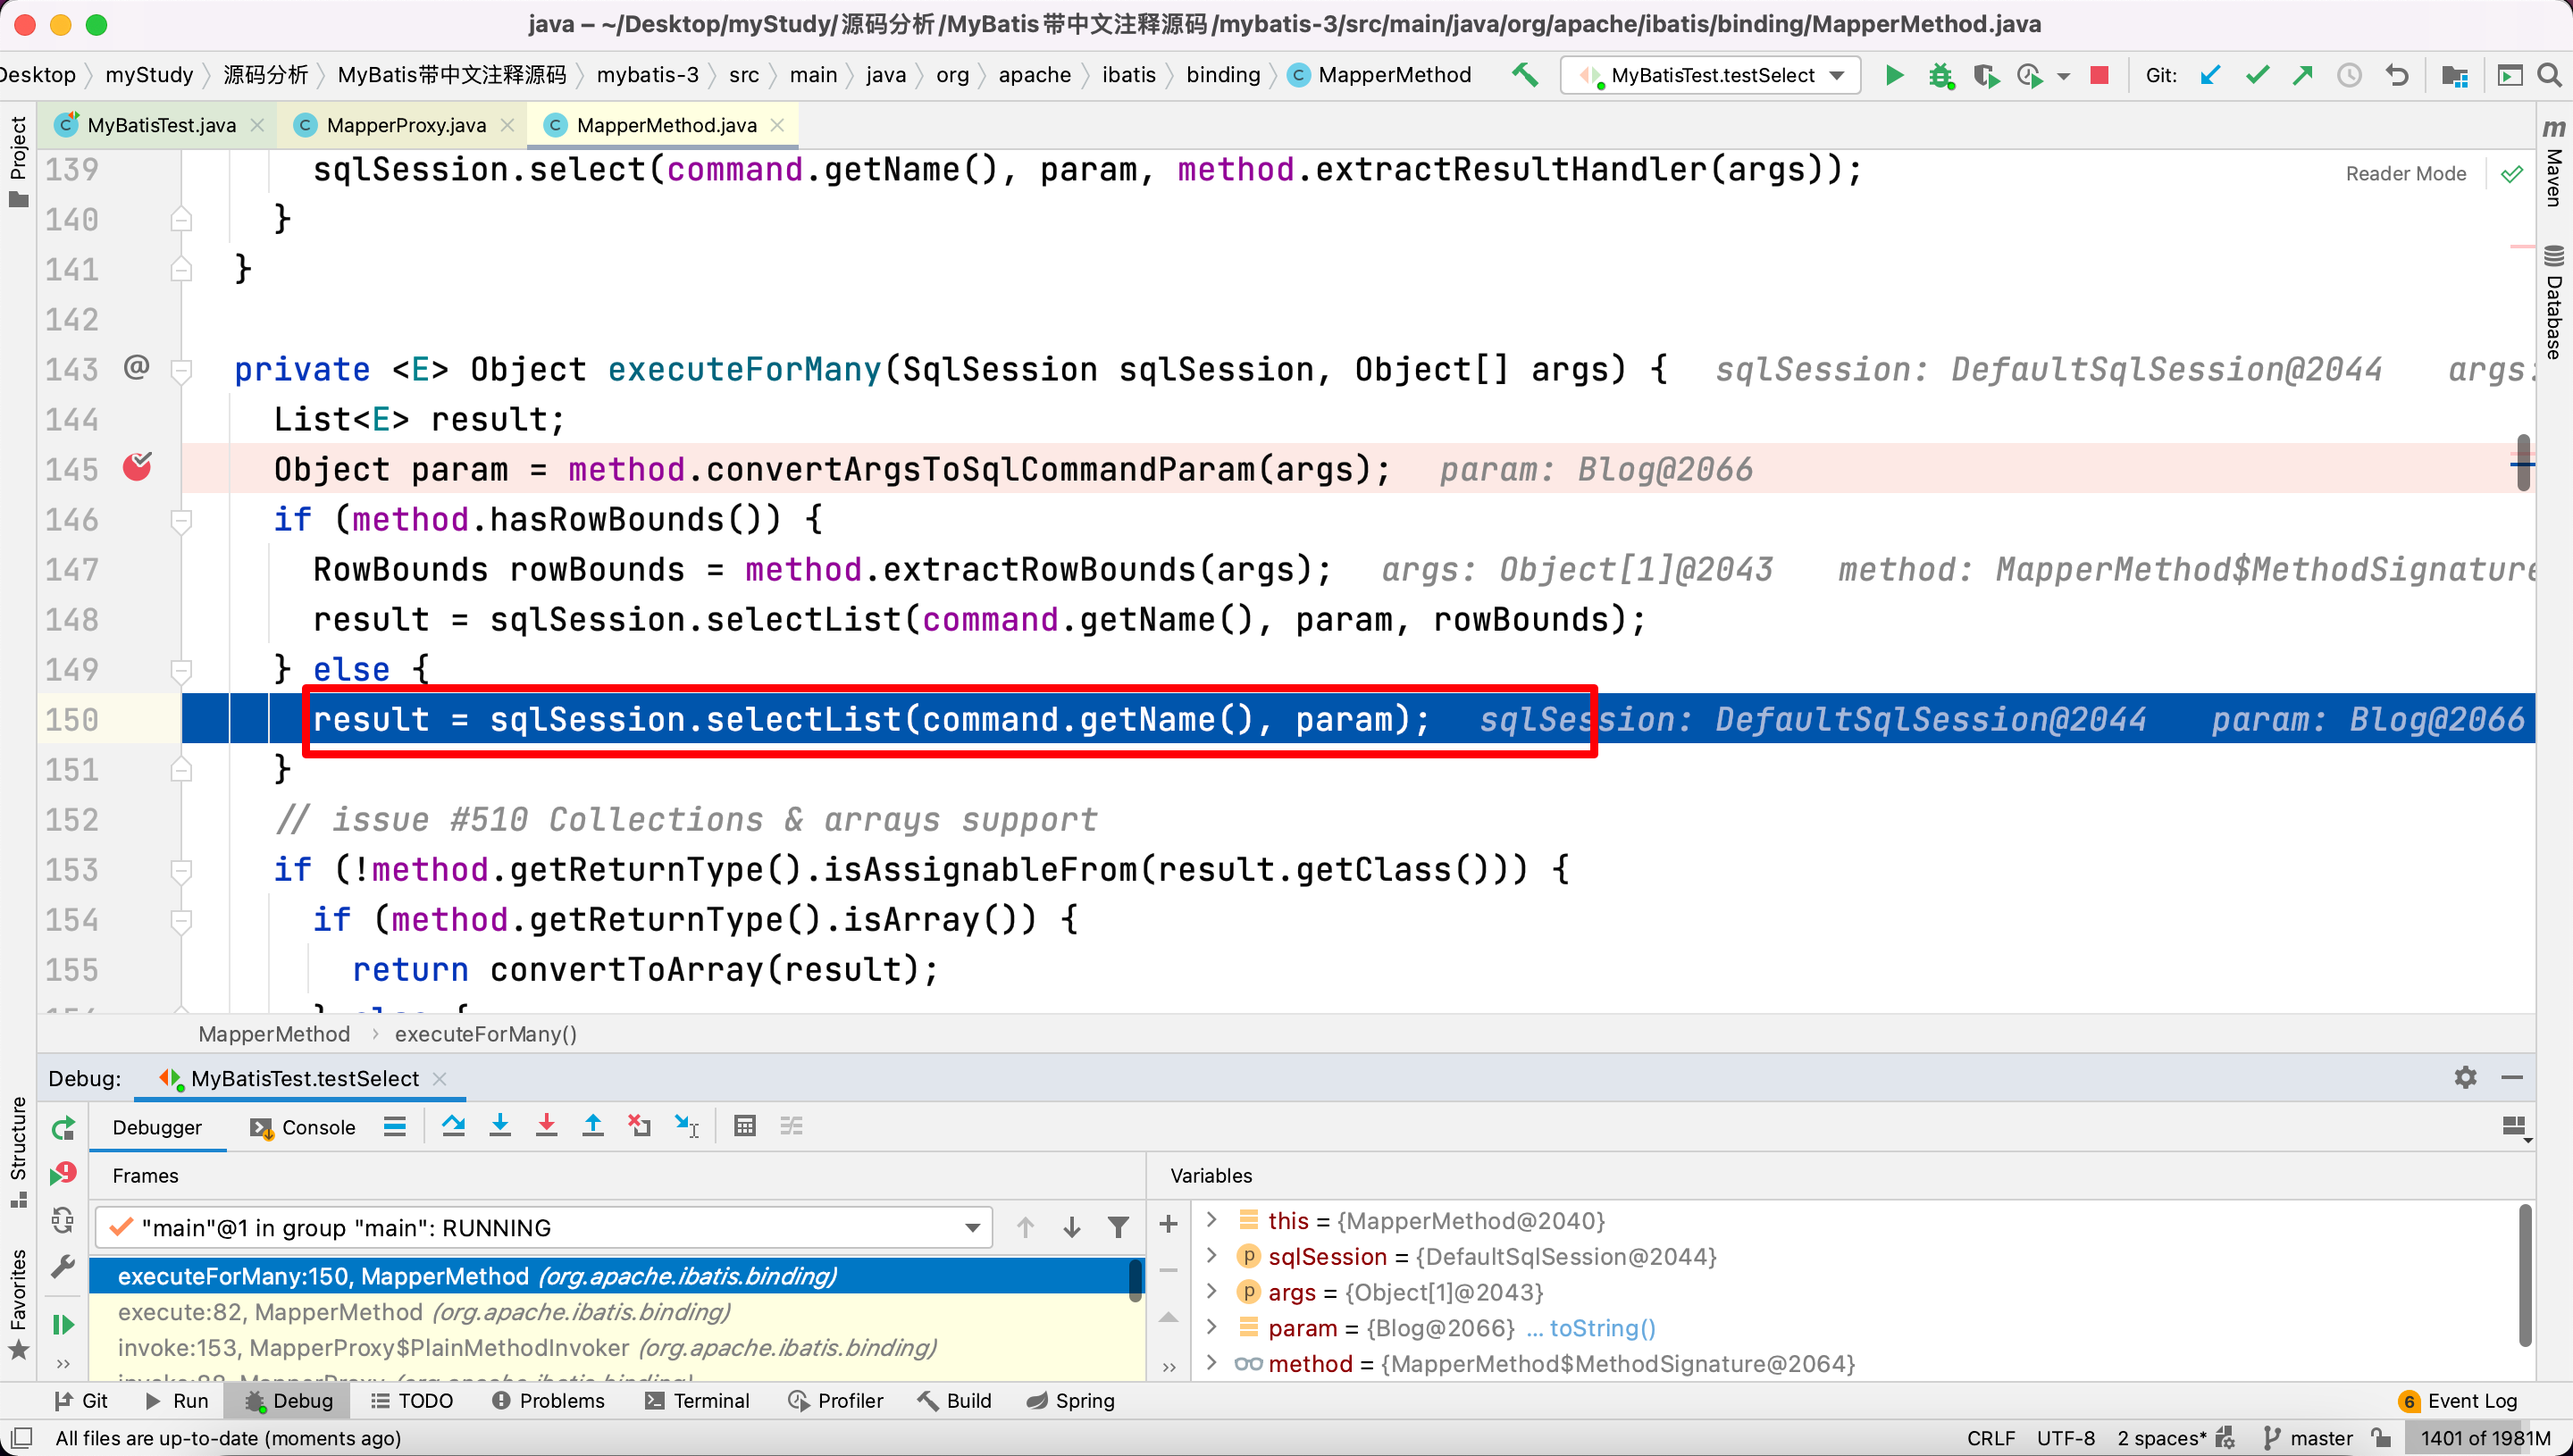 java – ~/Desktop/myStudy/源码分析/MyBatis带中文注释源码/mybatis-3/src/main/java/org/apache/ibatis/binding/MapperMethod.java
Desktop myStudy 源码分析 MyBatis带中文注释源码 mybatis-3 src main java org apache ibatis binding MapperMethod MyBatisTest.testSelect Git:
MyBatisTest.java MapperProxy.java MapperMethod.java
Project
Structure
Favorites
Maven
Database
Reader Mode
139 sqlSession.select(command.getName(), param, method.extractResultHandler(args));
140 }
141 }
142
143 @ private <E> Object executeForMany(SqlSession sqlSession, Object[] args) { sqlSession: DefaultSqlSession@2044 args:
144 List<E> result;
145 Object param = method.convertArgsToSqlCommandParam(args); param: Blog@2066
146 if (method.hasRowBounds()) {
147 RowBounds rowBounds = method.extractRowBounds(args); args: Object[1]@2043 method: MapperMethod$MethodSignature
148 result = sqlSession.selectList(command.getName(), param, rowBounds);
149 } else {
150 result = sqlSession.selectList(command.getName(), param); sqlSession: DefaultSqlSession@2044 param: Blog@2066
151 }
152 // issue #510 Collections & arrays support
153 if (!method.getReturnType().isAssignableFrom(result.getClass())) {
154 if (method.getReturnType().isArray()) {
155 return convertToArray(result);
MapperMethod executeForMany()
Debug: MyBatisTest.testSelect
Debugger Console
Frames
"main"@1 in group "main": RUNNING
executeForMany:150, MapperMethod (org.apache.ibatis.binding)
execute:82, MapperMethod (org.apache.ibatis.binding)
invoke:153, MapperProxy$PlainMethodInvoker (org.apache.ibatis.binding)
Variables
this = {MapperMethod@2040}
sqlSession = {DefaultSqlSession@2044}
args = {Object[1]@2043}
param = {Blog@2066} ... toString()
method = {MapperMethod$MethodSignature@2064}
Git Run Debug TODO Problems Terminal Profiler Build Spring 6 Event Log
All files are up-to-date (moments ago) CRLF UTF-8 2 spaces* master 1401 of 1981M